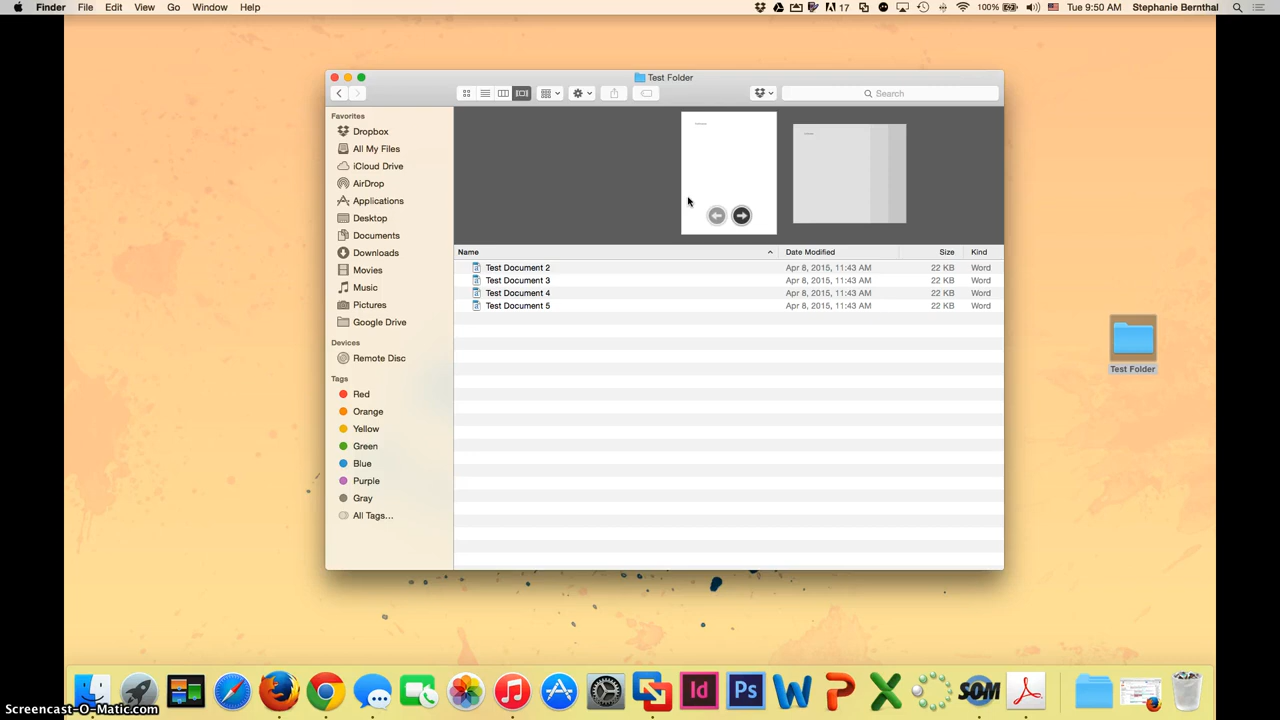 Finder File Edit View Go Window Help 17 100% Tue 9:50 AM Stephanie Bernthal
Test Folder
Search
Favorites
Dropbox
All My Files
iCloud Drive
AirDrop
Applications
Desktop
Documents
Downloads
Movies
Music
Pictures
Google Drive
Devices
Remote Disc
Tags
Red
Orange
Yellow
Green
Blue
Purple
Gray
All Tags...
Name Date Modified Size Kind
Test Document 2 Apr 8, 2015, 11:43 AM 22 KB Word
Test Document 3 Apr 8, 2015, 11:43 AM 22 KB Word
Test Document 4 Apr 8, 2015, 11:43 AM 22 KB Word
Test Document 5 Apr 8, 2015, 11:43 AM 22 KB Word
Test Folder
Id Ps SOM
Screencast-O-Matic.com